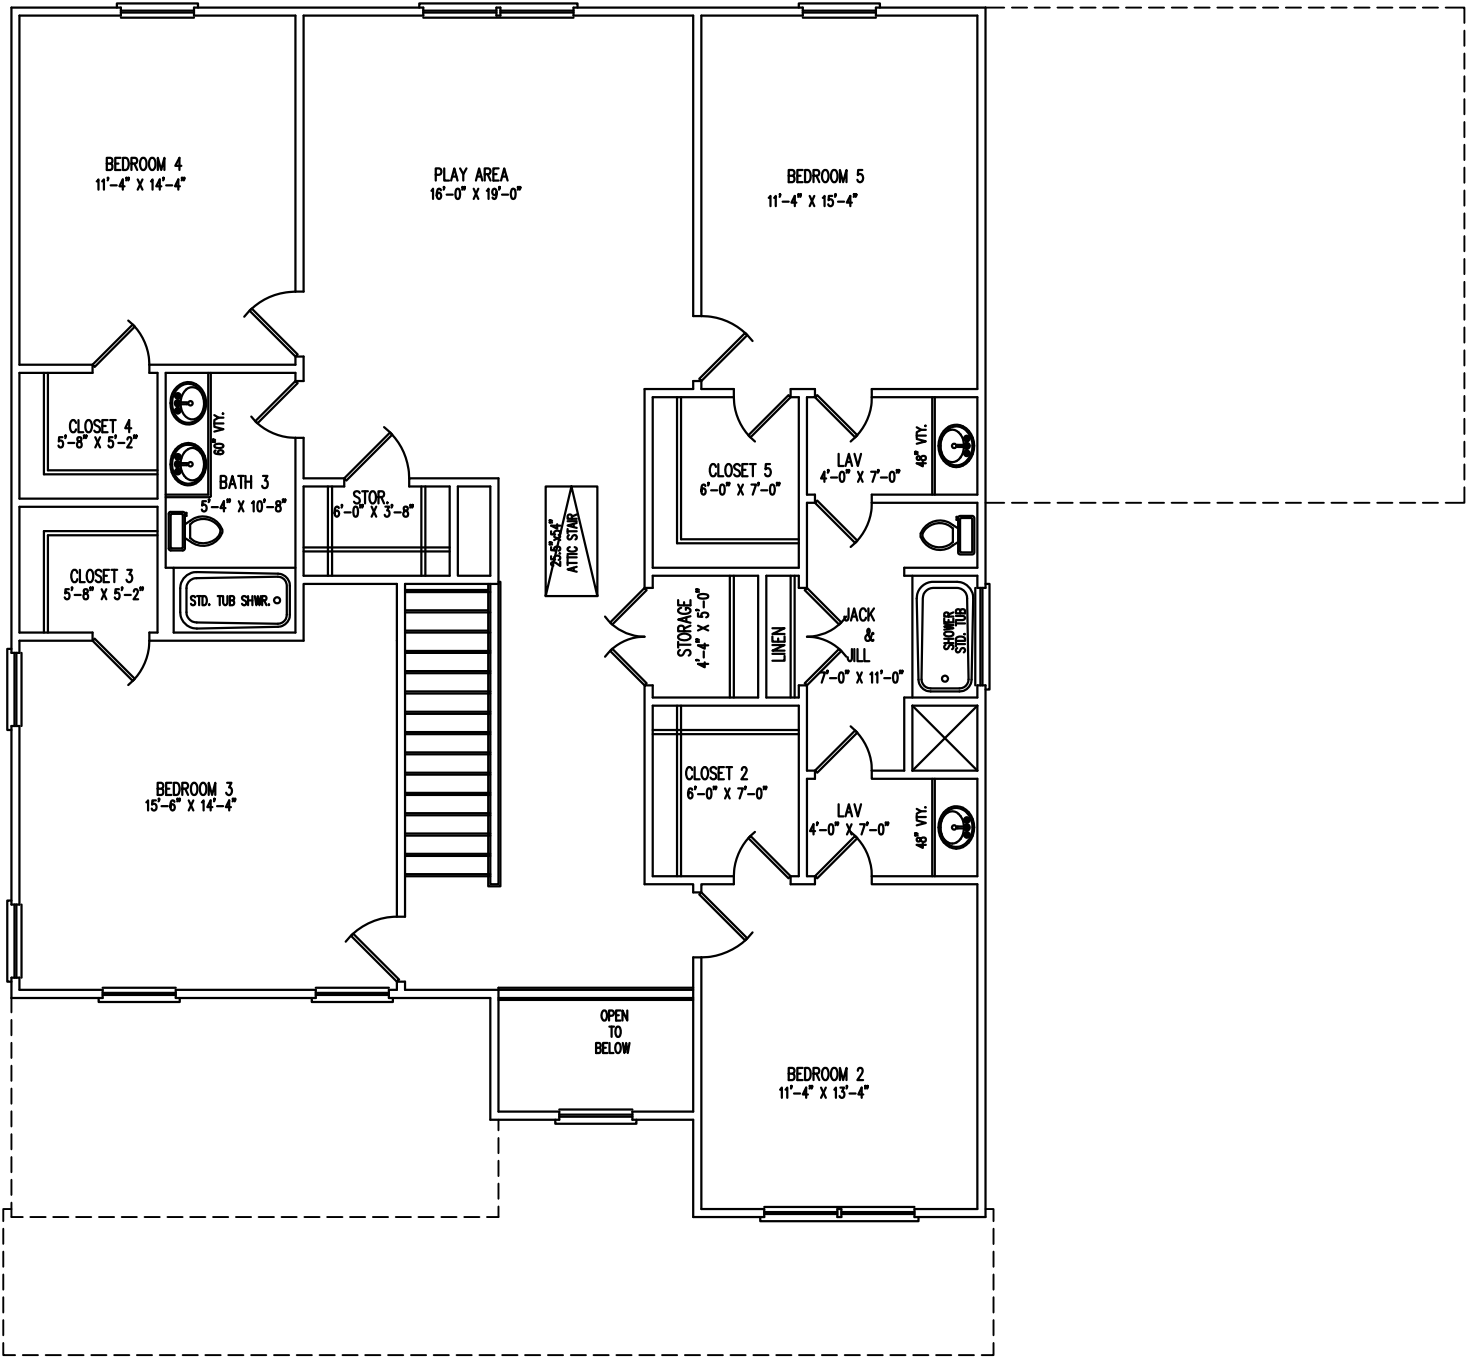 BEDROOM 4
11'-4" X 14'-4"
PLAY AREA
16'-0" X 19'-0"
BEDROOM 5
11'-4" X 15'-4"
CLOSET 4
5'-8" X 5'-2"
60" VTY.
BATH 3
5'-4" X 10'-8"
STOR.
6'-0" X 3'-8"
25.5"x54"
ATTIC STAIR
CLOSET 5
6'-0" X 7'-0"
LAV
4'-0" X 7'-0"
48" VTY.
CLOSET 3
5'-8" X 5'-2"
STD. TUB SHWR.
STORAGE
4'-4" X 5'-0"
LINEN
JACK
&
JILL
7'-0" X 11'-0"
SHOWER
STD. TUB
BEDROOM 3
15'-6" X 14'-4"
CLOSET 2
6'-0" X 7'-0"
LAV
4'-0" X 7'-0"
48" VTY.
OPEN
TO
BELOW
BEDROOM 2
11'-4" X 13'-4"